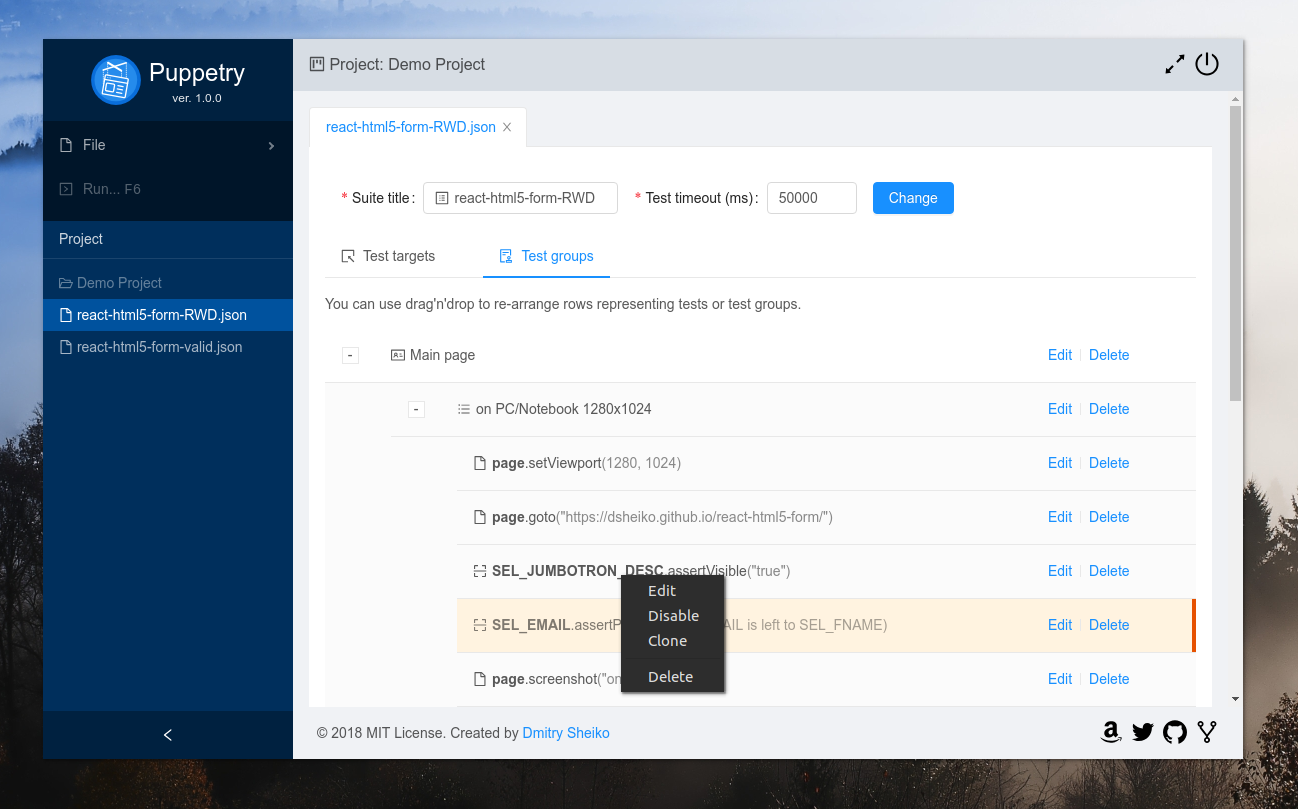 Puppetry
ver. 1.0.0
File
Run... F6
Project
Demo Project
react-html5-form-RWD.json
react-html5-form-valid.json
Project: Demo Project
react-html5-form-RWD.json
* Suite title: react-html5-form-RWD * Test timeout (ms): 50000 Change
Test targets Test groups
You can use drag'n'drop to re-arrange rows representing tests or test groups.
- Main page Edit Delete
- on PC/Notebook 1280x1024 Edit Delete
page.setViewport(1280, 1024) Edit Delete
page.goto("https://dsheiko.github.io/react-html5-form/") Edit Delete
SEL_JUMBOTRON_DESC.assertVisible("true") Edit Delete
SEL_EMAIL.assertP AIL is left to SEL_FNAME) Edit Delete
page.screenshot("on Edit Delete
Edit
Disable
Clone
Delete
© 2018 MIT License. Created by Dmitry Sheiko